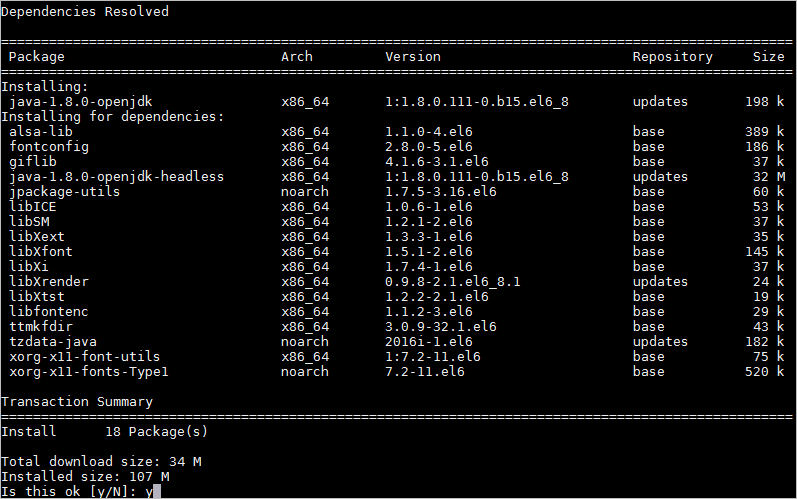 Dependencies Resolved
================================================================================
Package Arch Version Repository Size
================================================================================
Installing:
java-1.8.0-openjdk x86_64 1:1.8.0.111-0.b15.el6_8 updates 198 k
Installing for dependencies:
alsa-lib x86_64 1.1.0-4.el6 base 389 k
fontconfig x86_64 2.8.0-5.el6 base 186 k
giflib x86_64 4.1.6-3.1.el6 base 37 k
java-1.8.0-openjdk-headless x86_64 1:1.8.0.111-0.b15.el6_8 updates 32 M
jpackage-utils noarch 1.7.5-3.16.el6 base 60 k
libICE x86_64 1.0.6-1.el6 base 53 k
libSM x86_64 1.2.1-2.el6 base 37 k
libXext x86_64 1.3.3-1.el6 base 35 k
libXfont x86_64 1.5.1-2.el6 base 145 k
libXi x86_64 1.7.4-1.el6 base 37 k
libXrender x86_64 0.9.8-2.1.el6_8.1 updates 24 k
libXtst x86_64 1.2.2-2.1.el6 base 19 k
libfontenc x86_64 1.1.2-3.el6 base 29 k
ttmkfdir x86_64 3.0.9-32.1.el6 base 43 k
tzdata-java noarch 2016i-1.el6 updates 182 k
xorg-x11-font-utils x86_64 1:7.2-11.el6 base 75 k
xorg-x11-fonts-Type1 noarch 7.2-11.el6 base 520 k
Transaction Summary
================================================================================
Install 18 Package(s)
Total download size: 34 M
Installed size: 107 M
Is this ok [y/N]: y